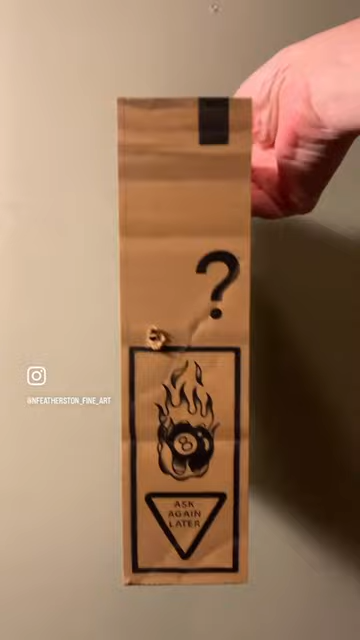 ?
8
@NFEATHERSTON_FINE_ART
ASK
AGAIN
LATER